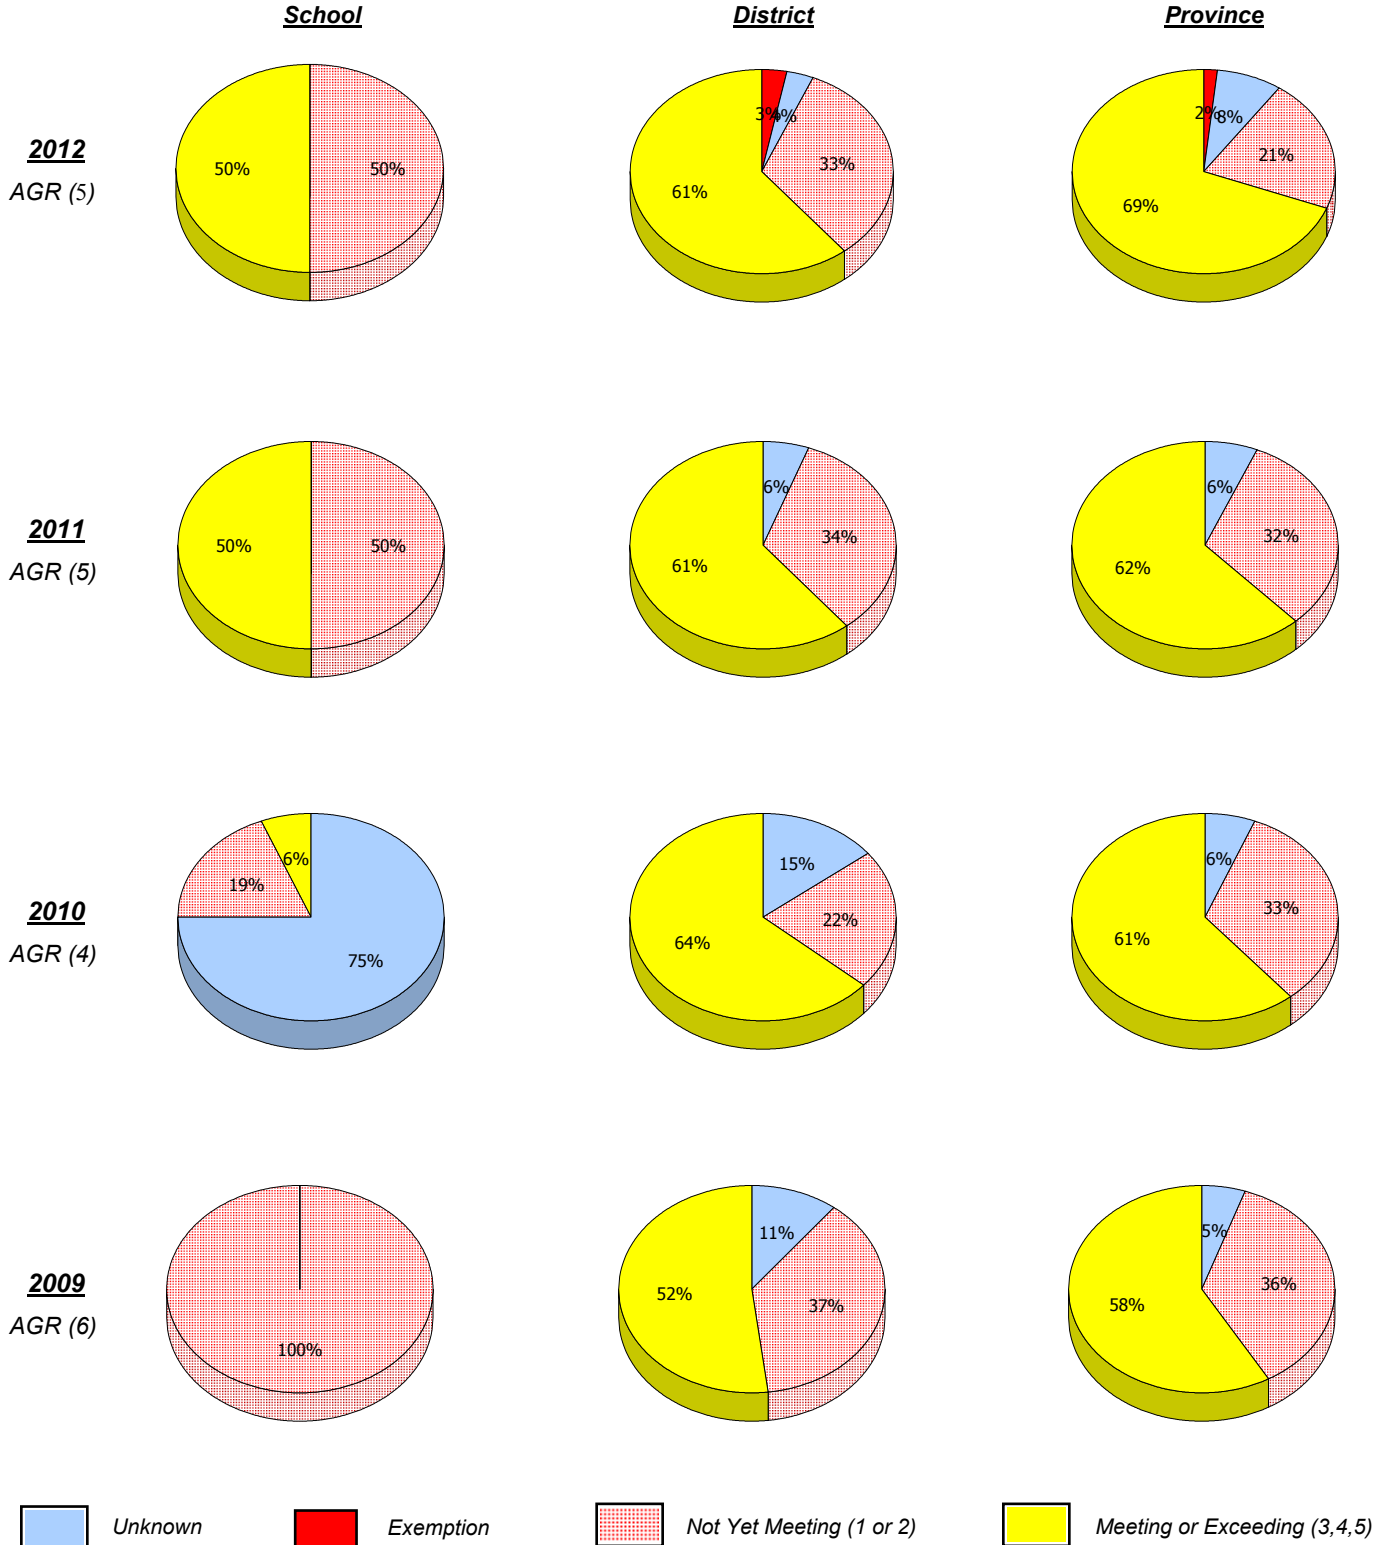 School District Province
2012
AGR (5)
50% 50%
3% 4% 33% 61%
2% 8% 21% 69%
2011
AGR (5)
50% 50%
6% 34% 61%
6% 32% 62%
2010
AGR (4)
6% 19% 75%
15% 22% 64%
6% 33% 61%
2009
AGR (6)
100%
11% 37% 52%
5% 36% 58%
Unknown Exemption Not Yet Meeting (1 or 2) Meeting or Exceeding (3,4,5)